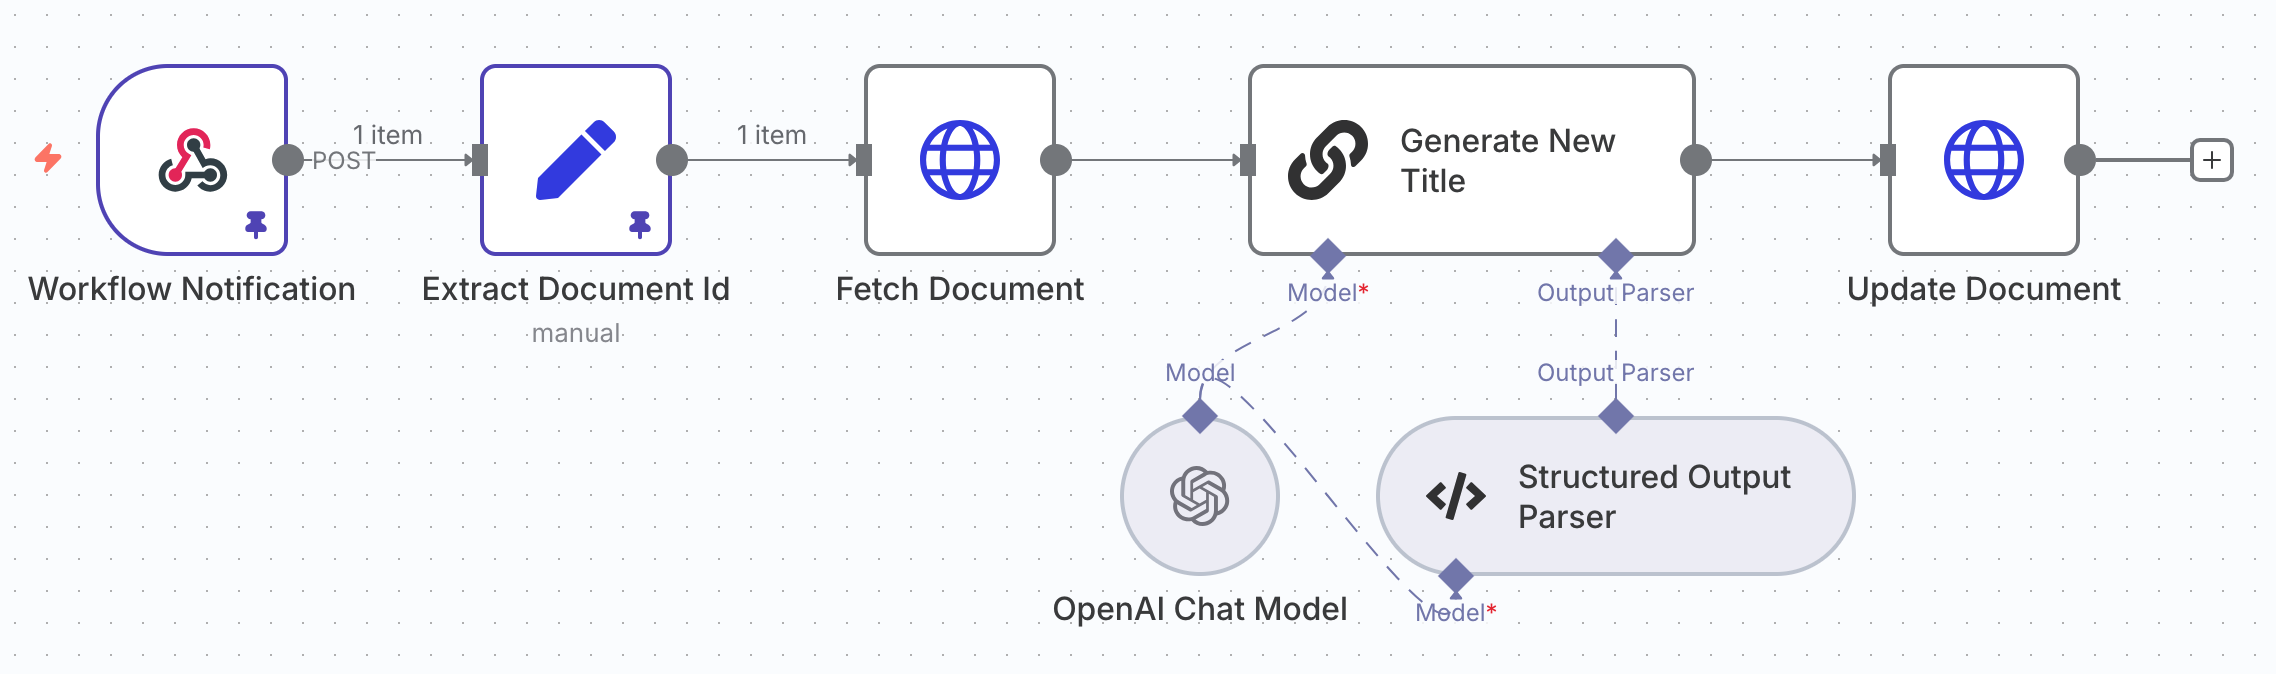 1 item
POST
1 item
Generate New
Title
Workflow Notification
Extract Document Id
manual
Fetch Document
Model*
Output Parser
Update Document
Model
Output Parser
Structured Output
Parser
OpenAI Chat Model
Model*